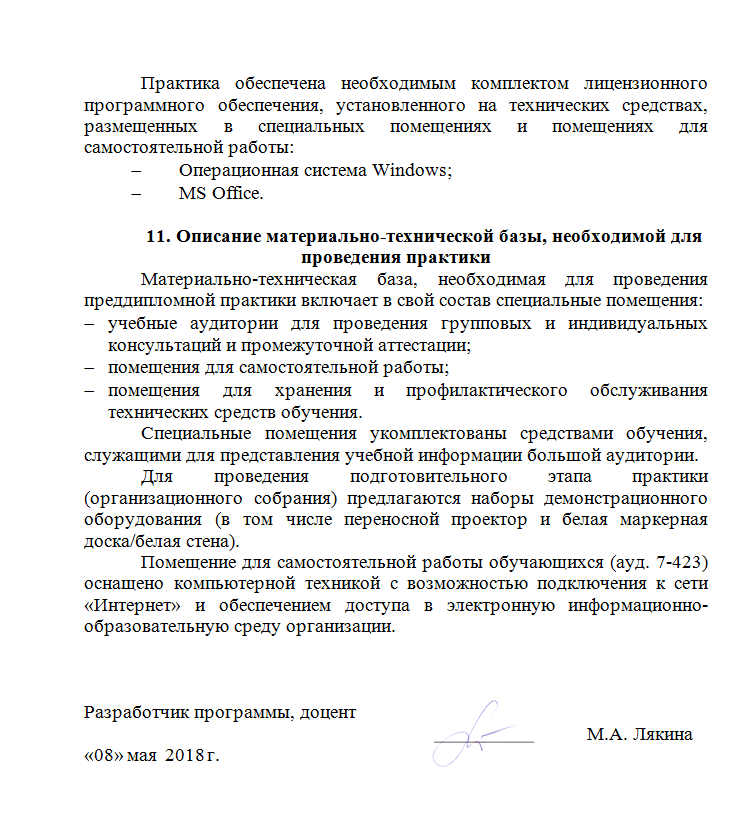 Практика обеспечена необходимым комплектом лицензионного
программного обеспечения, установленного на технических средствах,
размещенных в специальных помещениях и помещениях для
самостоятельной работы:
– Операционная система Windows;
– MS Office.
11. Описание материально-технической базы, необходимой для
проведения практики
Материально-техническая база, необходимая для проведения
преддипломной практики включает в свой состав специальные помещения:
– учебные аудитории для проведения групповых и индивидуальных
консультаций и промежуточной аттестации;
– помещения для самостоятельной работы;
– помещения для хранения и профилактического обслуживания
технических средств обучения.
Специальные помещения укомплектованы средствами обучения,
служащими для представления учебной информации большой аудитории.
Для проведения подготовительного этапа практики
(организационного собрания) предлагаются наборы демонстрационного
оборудования (в том числе переносной проектор и белая маркерная
доска/белая стена).
Помещение для самостоятельной работы обучающихся (ауд. 7-423)
оснащено компьютерной техникой с возможностью подключения к сети
«Интернет» и обеспечением доступа в электронную информационно-
образовательную среду организации.
Разработчик программы, доцент
М.А. Лякина
«08» мая 2018 г.